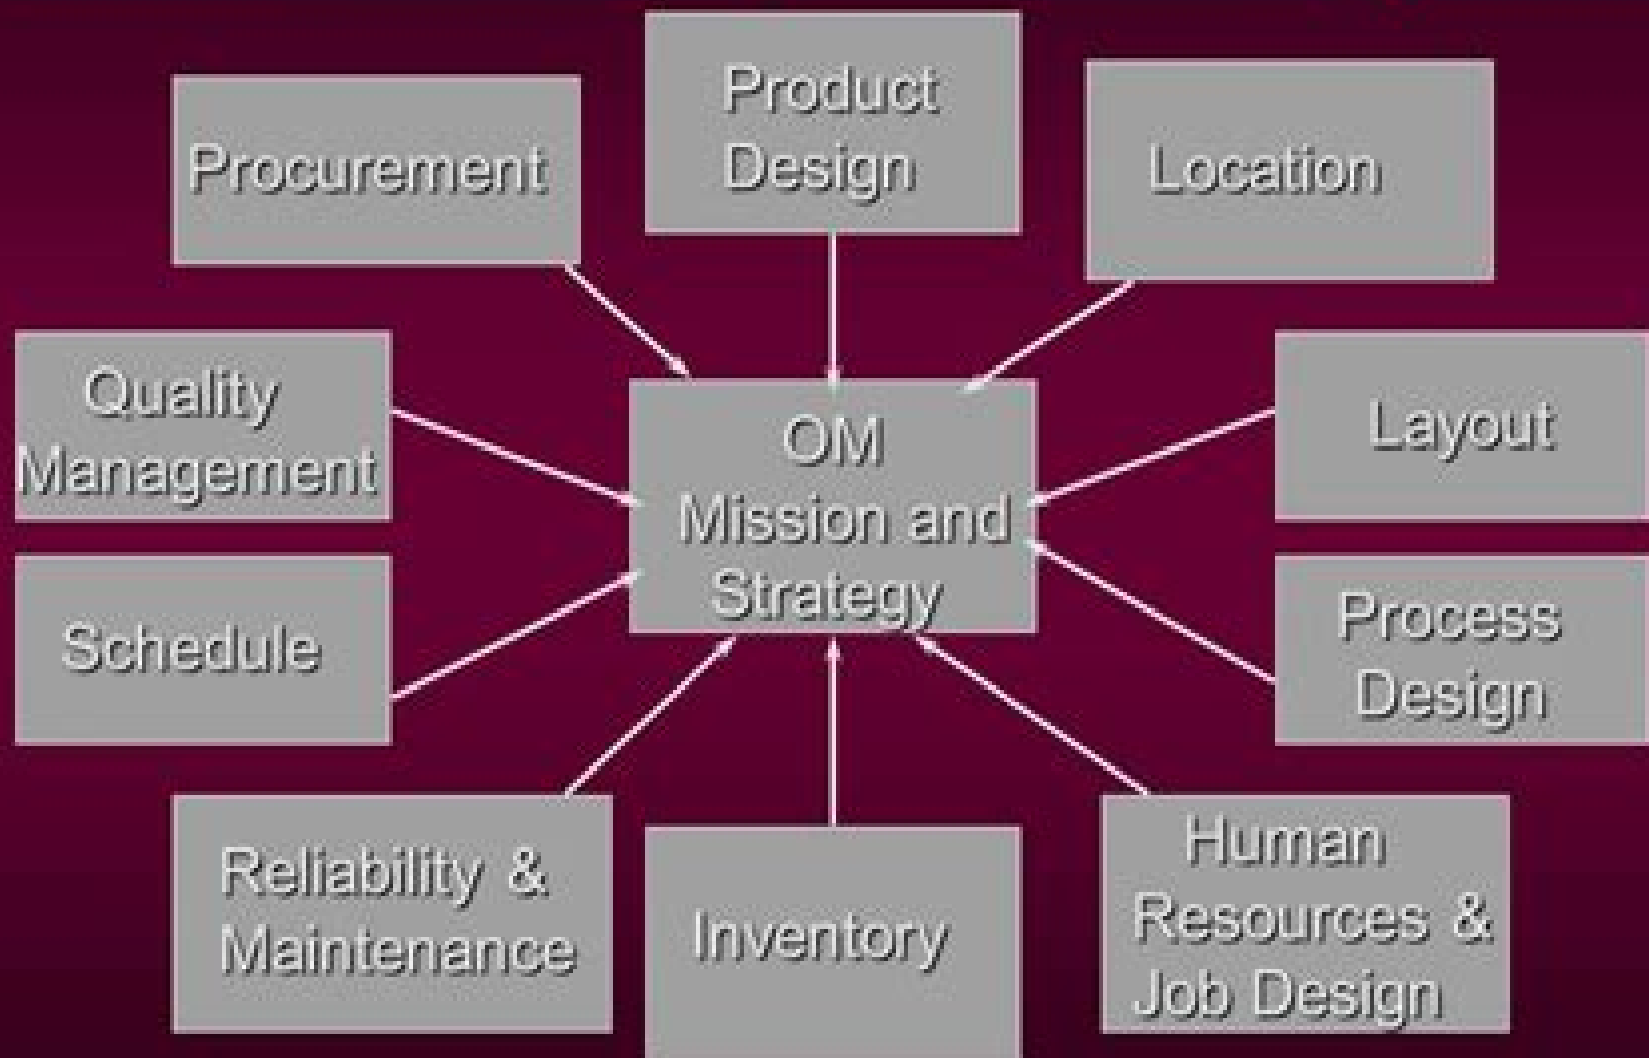 Product
Design
Procurement
Location
Quality
Management
OM
Mission and
Strategy
Layout
Schedule
Process
Design
Reliability &
Maintenance
Inventory
Human
Resources &
Job Design